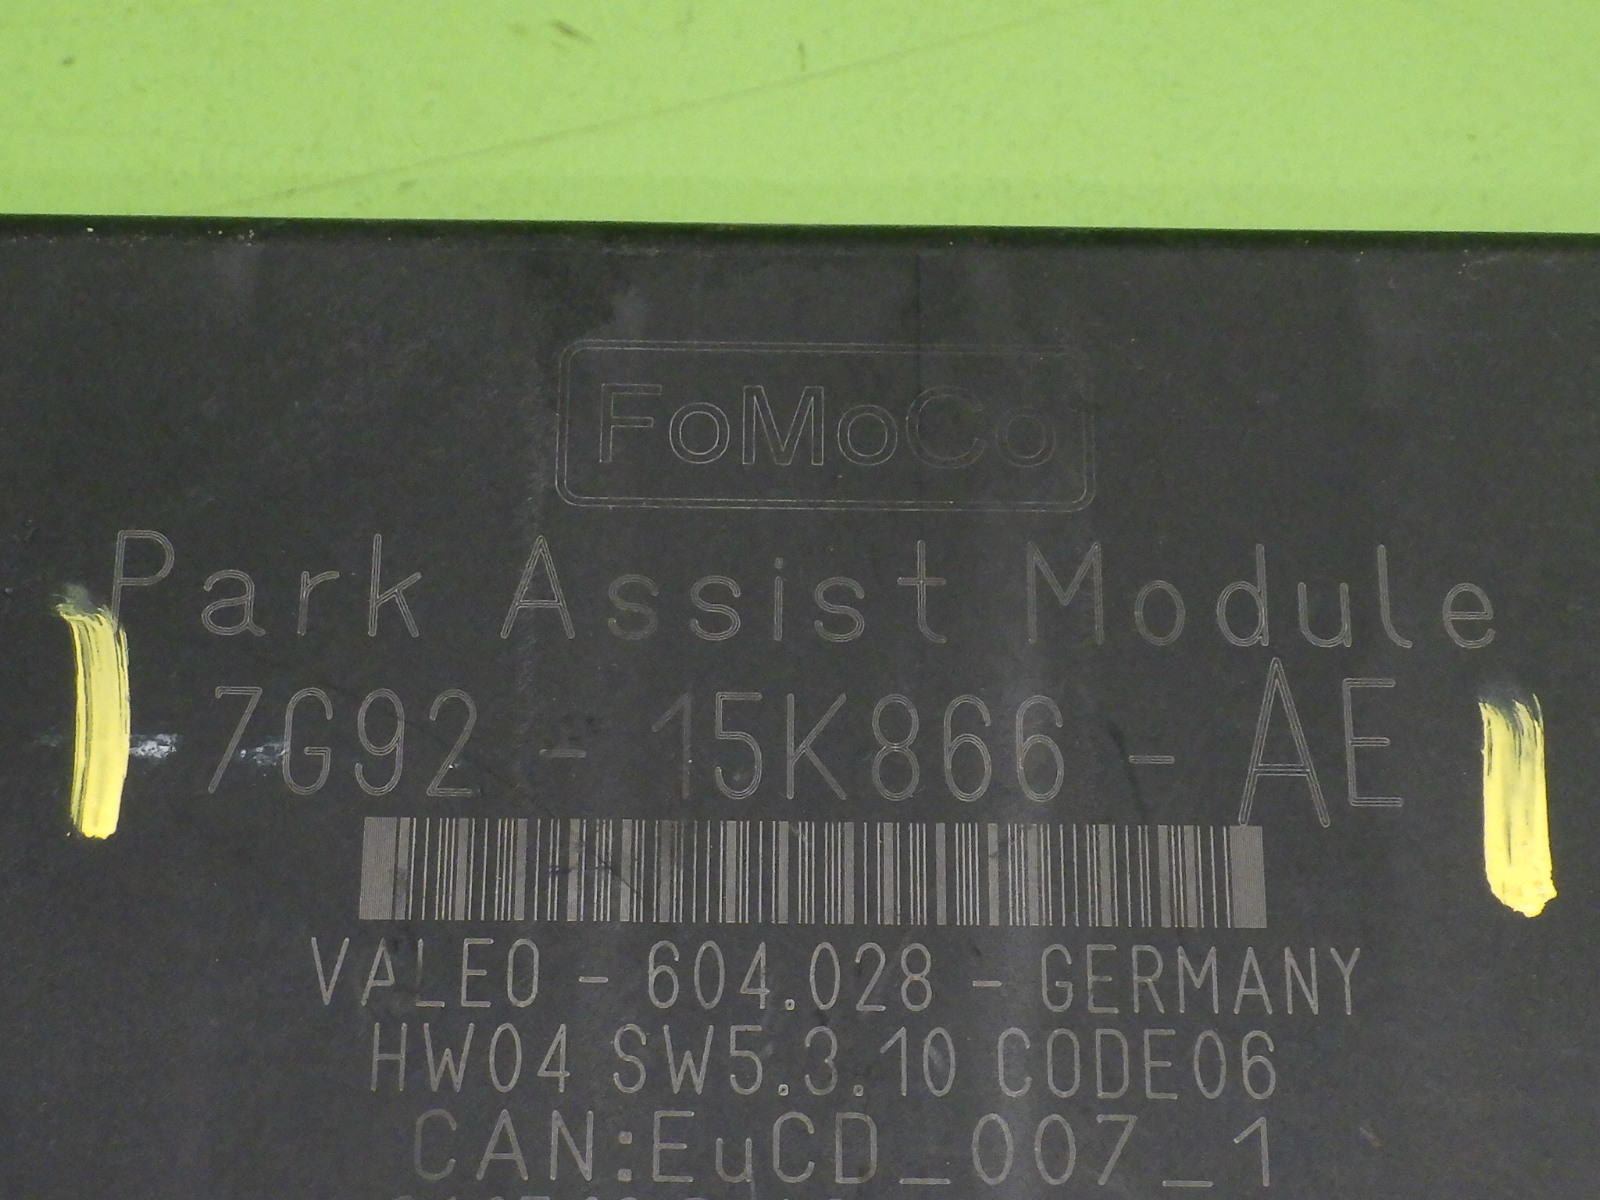 FoMoCo
Park Assist Module
7G92 - 15K866 - AE
VALEO - 604.028 - GERMANY
HW04 SW5.3.10 CODE06
CAN:EuCD_007_1